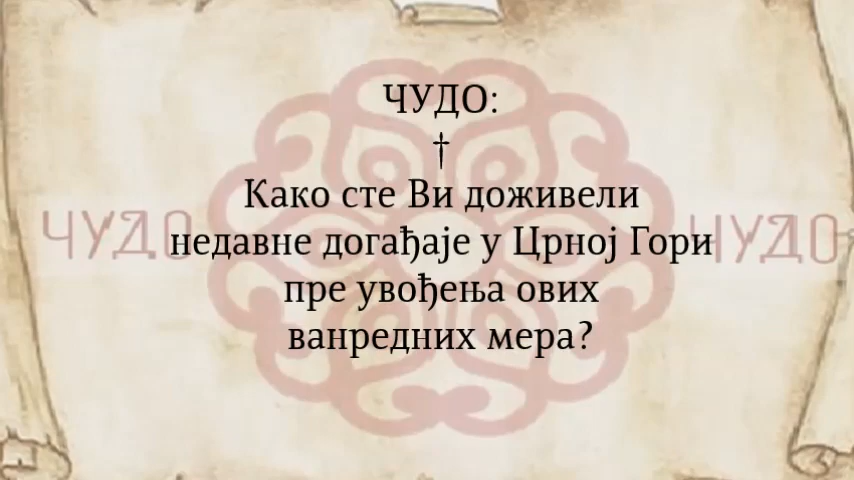 ЧУДО:
†
Како сте Ви доживели
ЧУДО недавне догађаје у Црној Гори ЧУДО
пре увођења ових
ванредних мера?